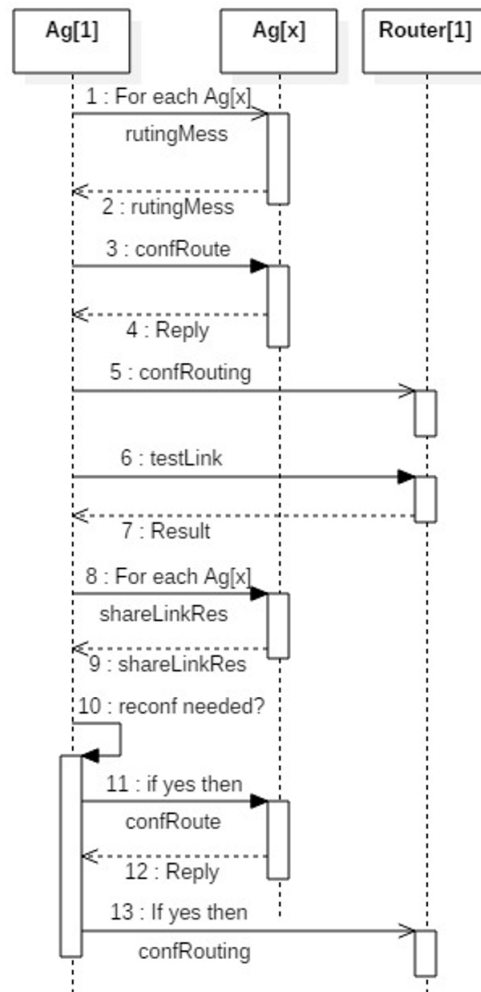 Ag[1]
Ag[x]
Router[1]
1 : For each Ag[x]
rutingMess
2 : rutingMess
3 : confRoute
4 : Reply
5 : confRouting
6 : testLink
7 : Result
8 : For each Ag[x]
shareLinkRes
9 : shareLinkRes
10 : reconf needed?
11 : if yes then
confRoute
12 : Reply
13 : If yes then
confRouting